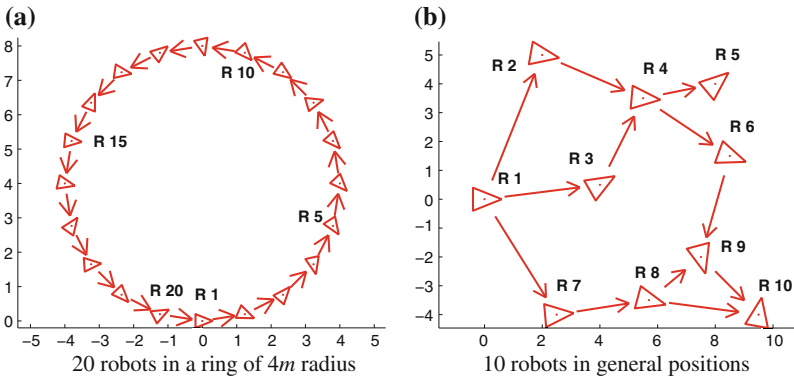 (a)
8
7
6
5
4
3
2
1
0
−5 −4 −3 −2 −1 0 1 2 3 4 5
R 10
R 15
R 5
R 20
R 1
20 robots in a ring of 4m radius
(b)
5
4
3
2
1
0
−1
−2
−3
−4
0 2 4 6 8 10
R 2
R 4
R 5
R 6
R 3
R 1
R 9
R 7
R 8
R 10
10 robots in general positions